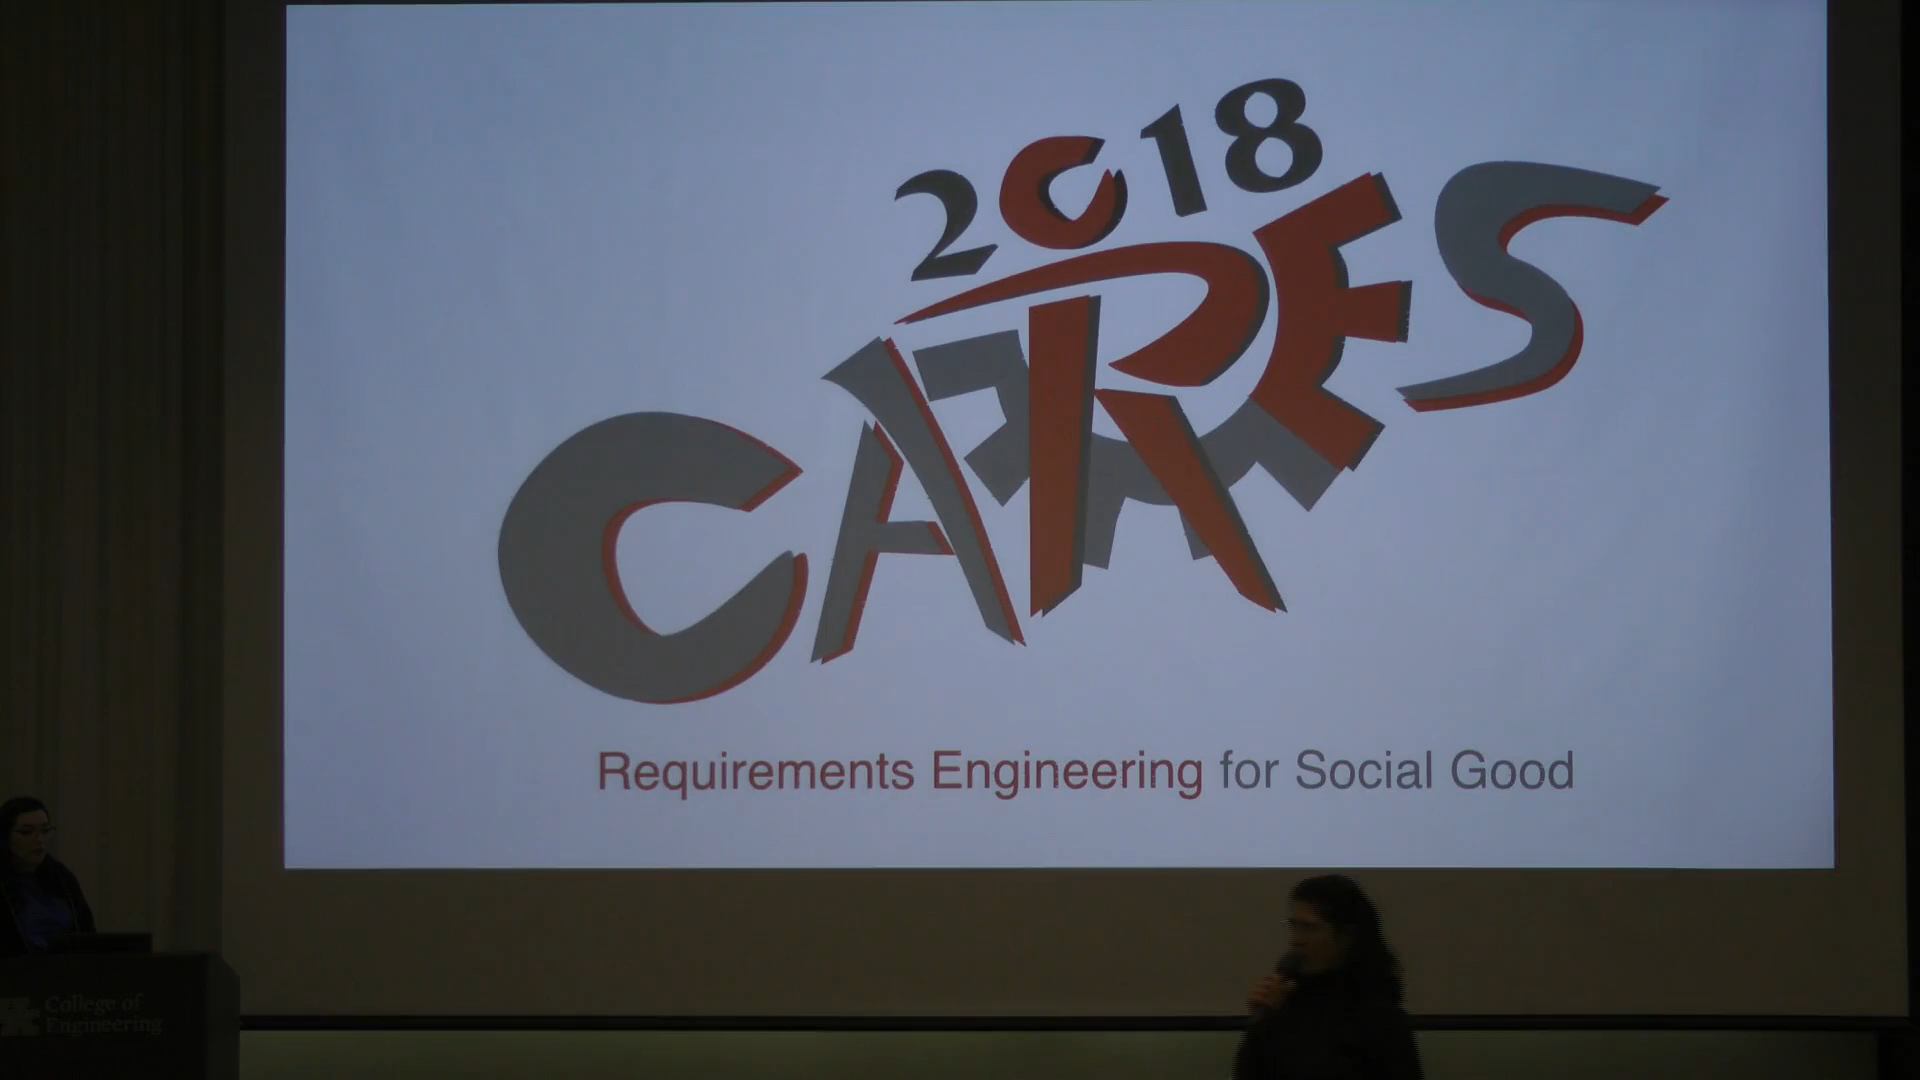 2018
CARES
Requirements Engineering for Social Good
College of
Engineering